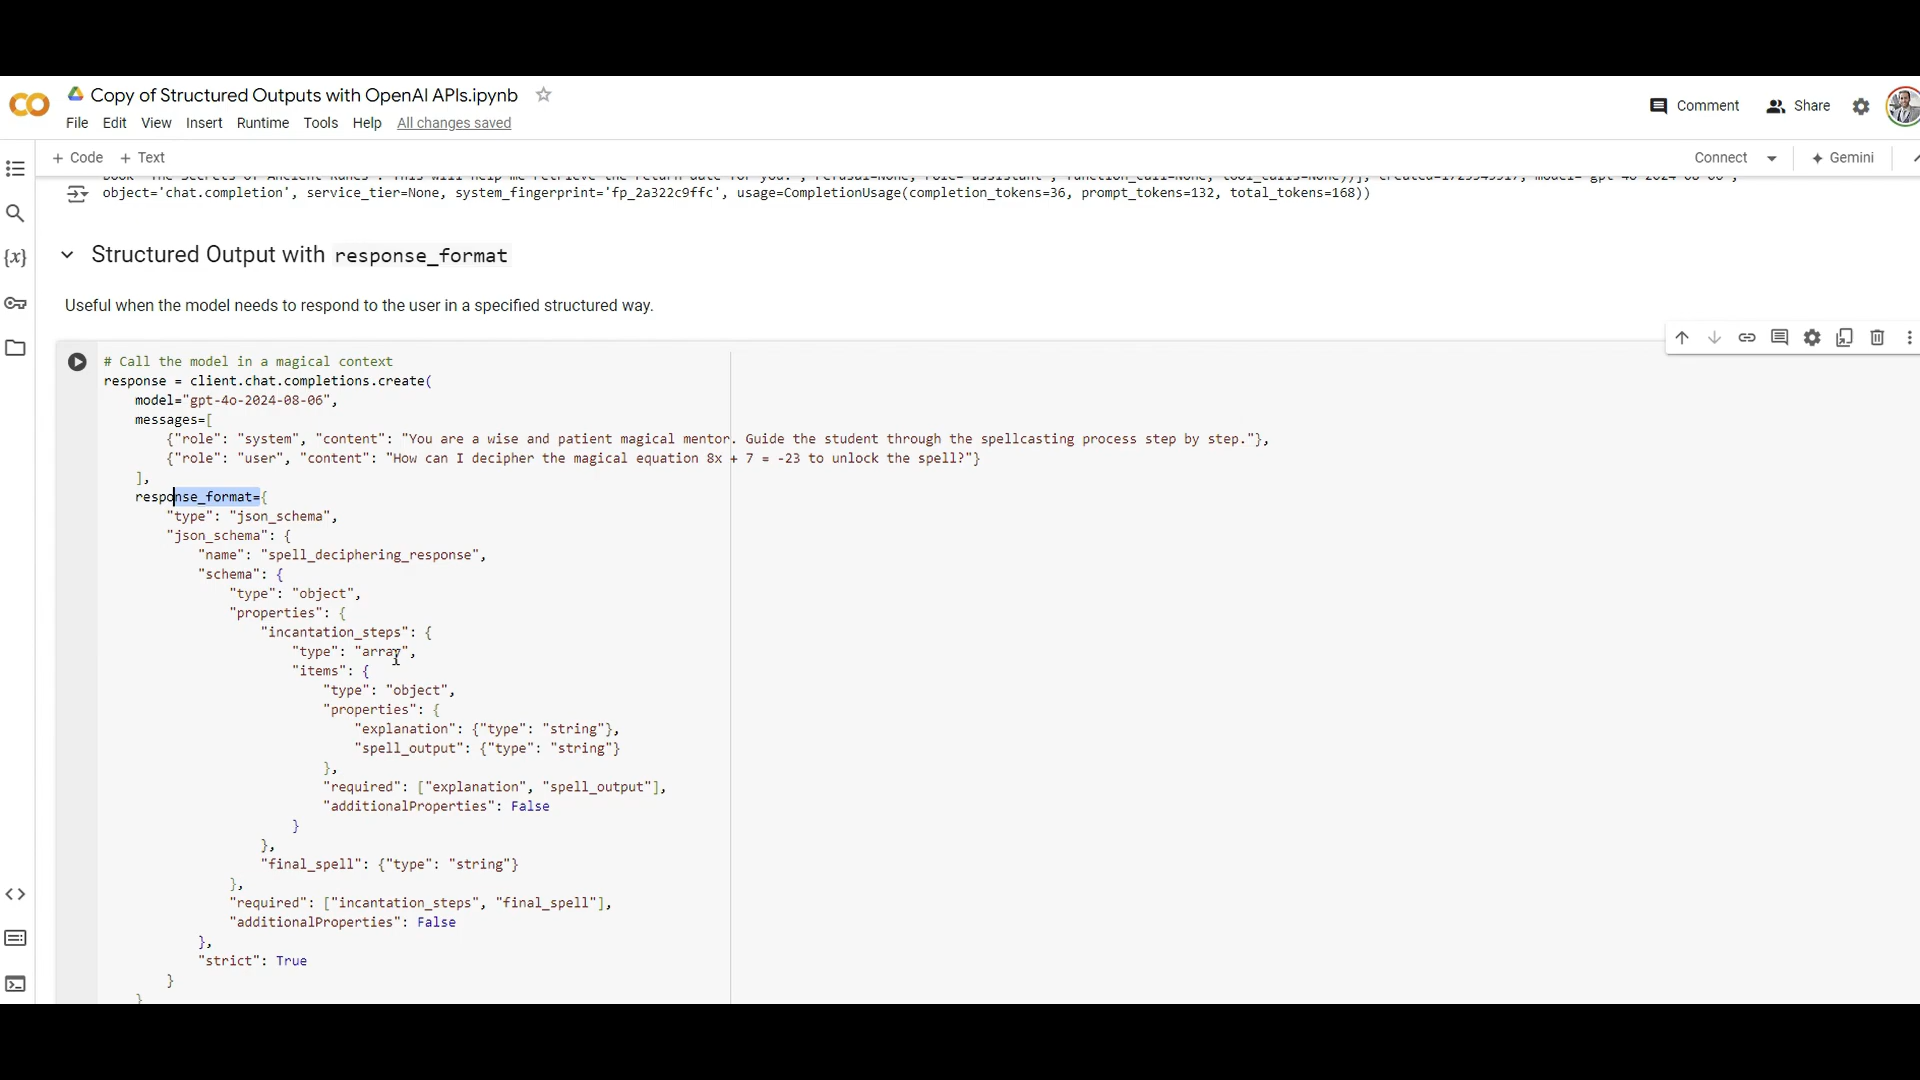 Copy of Structured Outputs with OpenAI APIs.ipynb
Comment
Share
File Edit View Insert Runtime Tools Help All changes saved
+ Code + Text
Connect
Gemini
object='chat.completion', service_tier=None, system_fingerprint='fp_2a322c9ffc', usage=CompletionUsage(completion_tokens=36, prompt_tokens=132, total_tokens=168))
Structured Output with response_format
Useful when the model needs to respond to the user in a specified structured way.
# Call the model in a magical context
response = client.chat.completions.create(
    model="gpt-4o-2024-08-06",
    messages=[
        {"role": "system", "content": "You are a wise and patient magical mentor. Guide the student through the spellcasting process step by step."},
        {"role": "user", "content": "How can I decipher the magical equation 8x + 7 = -23 to unlock the spell?"}
    ],
    response_format={
        "type": "json_schema",
        "json_schema": {
            "name": "spell_deciphering_response",
            "schema": {
                "type": "object",
                "properties": {
                    "incantation_steps": {
                        "type": "array",
                        "items": {
                            "type": "object",
                            "properties": {
                                "explanation": {"type": "string"},
                                "spell_output": {"type": "string"}
                            },
                            "required": ["explanation", "spell_output"],
                            "additionalProperties": False
                        }
                    },
                    "final_spell": {"type": "string"}
                },
                "required": ["incantation_steps", "final_spell"],
                "additionalProperties": False
            },
            "strict": True
        }
    }